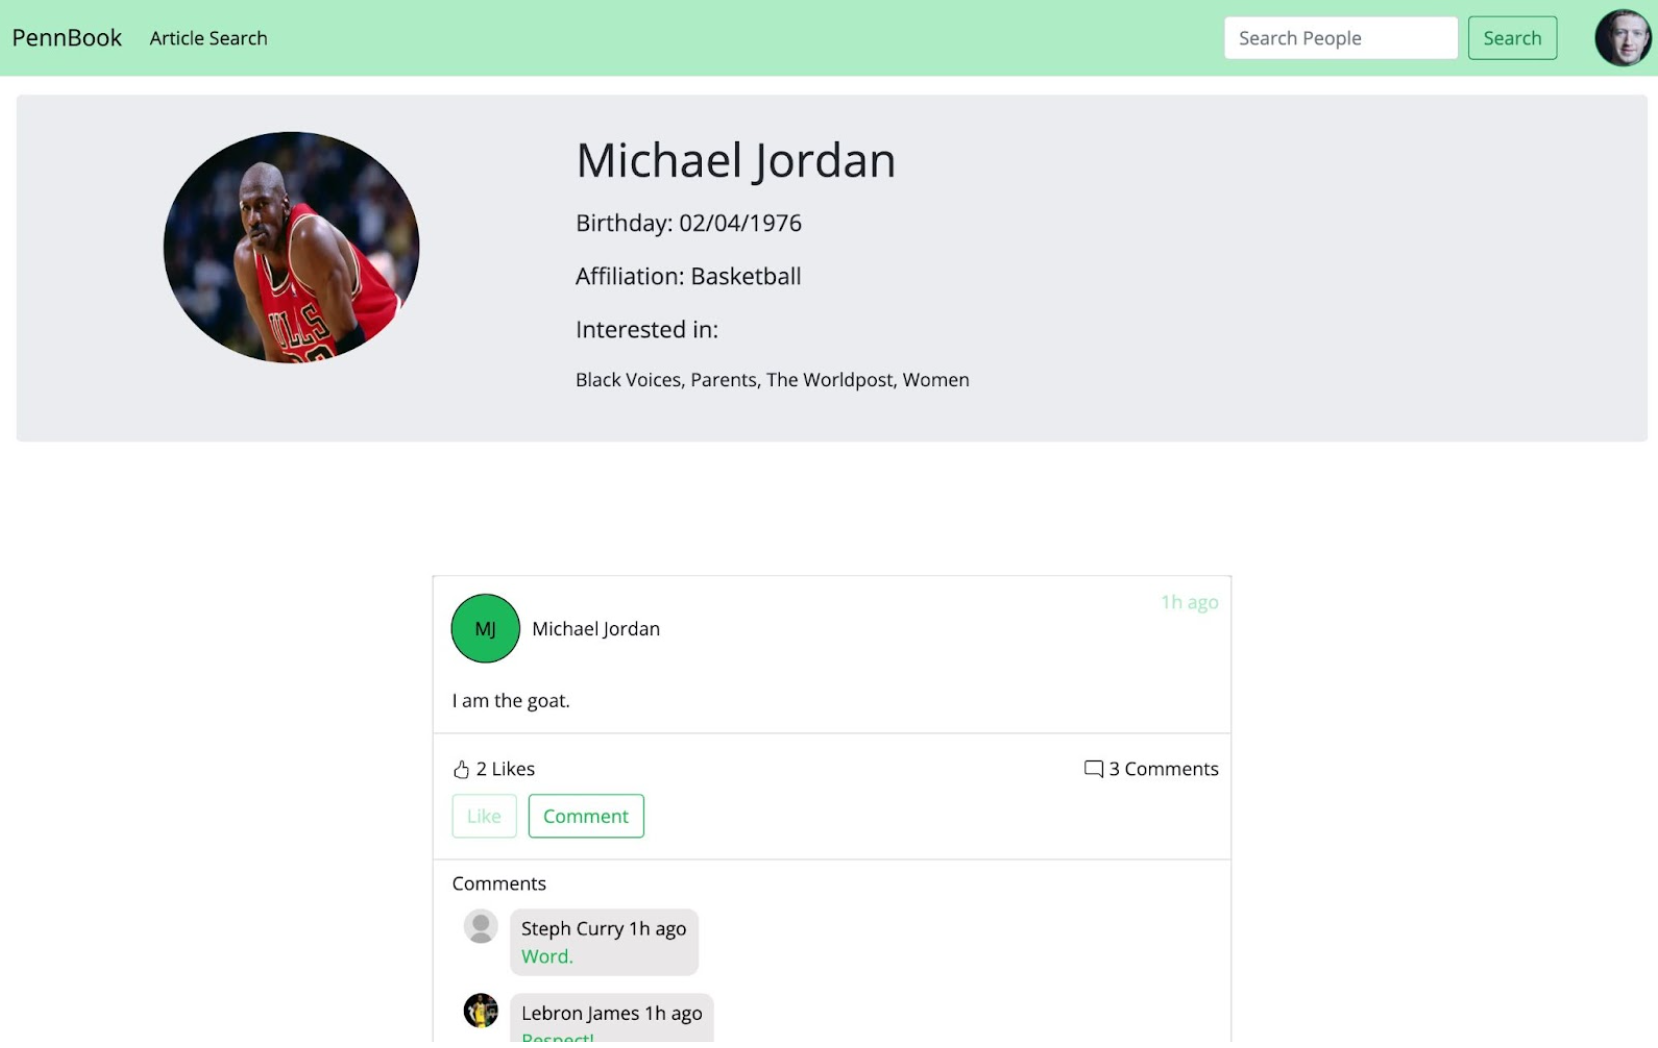 PennBook Article Search Search People Search
Michael Jordan
Birthday: 02/04/1976
Affiliation: Basketball
Interested in:
Black Voices, Parents, The Worldpost, Women
1h ago
MJ Michael Jordan
I am the goat.
2 Likes 3 Comments
Like Comment
Comments
Steph Curry 1h ago
Word.
Lebron James 1h ago
Respect!